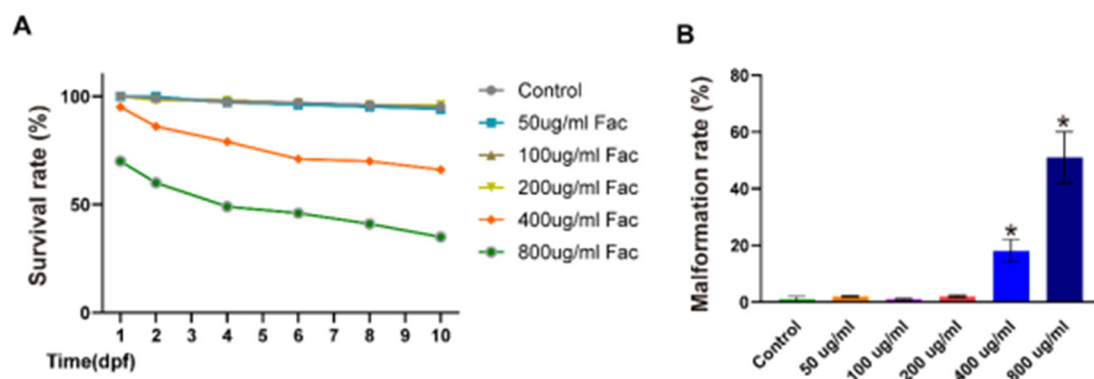 A
Survival rate (%)
100
50
0
1 2 3 4 5 6 7 8 9 10
Time(dpf)
Control
50ug/ml Fac
100ug/ml Fac
200ug/ml Fac
400ug/ml Fac
800ug/ml Fac
B
Malformation rate (%)
80
60
40
20
0
*
*
Control
50 ug/ml
100 ug/ml
200 ug/ml
400 ug/ml
800 ug/ml